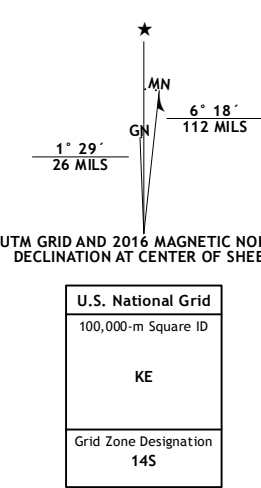 ★
MN
GN
6° 18´
112 MILS
1° 29´
26 MILS
UTM GRID AND 2016 MAGNETIC NO
DECLINATION AT CENTER OF SHEE
U.S. National Grid
100,000-m Square ID
KE
Grid Zone Designation
14S